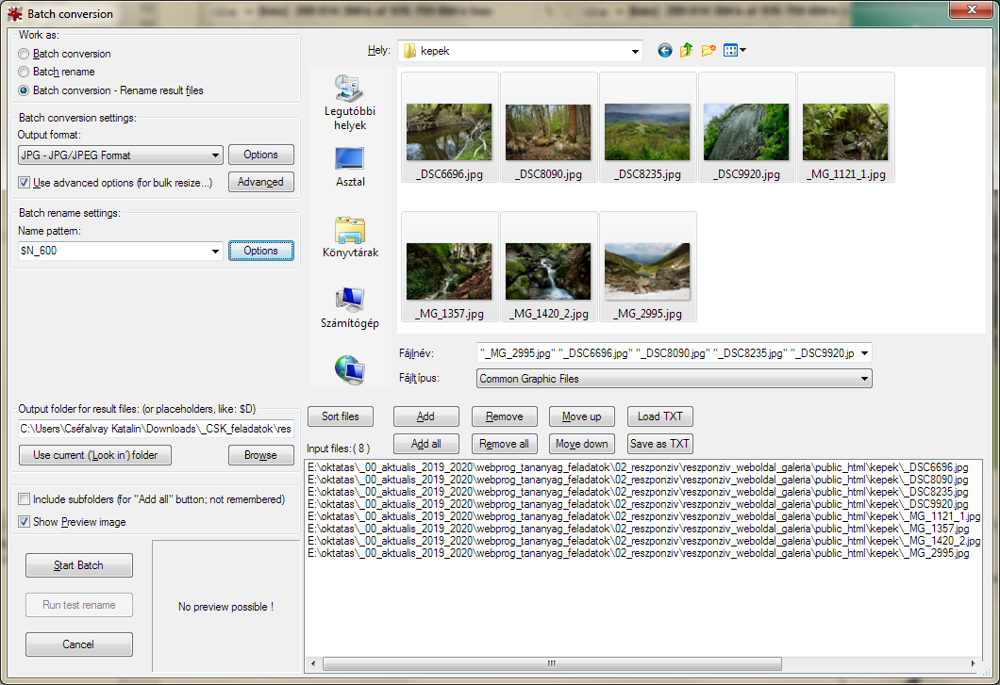 Batch conversion
Work as:
Batch conversion
Batch rename
Batch conversion - Rename result files
Batch conversion settings:
Output format:
JPG - JPG/JPEG Format
Options
Use advanced options (for bulk resize...)
Advanced
Batch rename settings:
Name pattern:
$N_600
Options
Output folder for result files: (or placeholders, like: $D)
C:\Users\Cséfalvay Katalin\Downloads\_CSK_feladatok\res
Use current ('Look in') folder
Browse
Include subfolders (for "Add all" button; not remembered)
Show Preview image
Start Batch
Run test rename
Cancel
No preview possible !
Hely:
kepek
Legutóbbi
helyek
Asztal
Könyvtárak
Számítógép
_DSC6696.jpg
_DSC8090.jpg
_DSC8235.jpg
_DSC9920.jpg
_MG_1121_1.jpg
_MG_1357.jpg
_MG_1420_2.jpg
_MG_2995.jpg
Fájlnév:
"_MG_2995.jpg" "_DSC6696.jpg" "_DSC8090.jpg" "_DSC8235.jpg" "_DSC9920.jp
Fájltípus:
Common Graphic Files
Sort files
Add
Remove
Move up
Load TXT
Input files: ( 8 )
Add all
Remove all
Move down
Save as TXT
E:\oktatas\_00_aktualis_2019_2020\webprog_tananyag_feladatok\02_reszponziv\reszponziv_weboldal_galeria\public_html\kepek\_DSC6696.jpg
E:\oktatas\_00_aktualis_2019_2020\webprog_tananyag_feladatok\02_reszponziv\reszponziv_weboldal_galeria\public_html\kepek\_DSC8090.jpg
E:\oktatas\_00_aktualis_2019_2020\webprog_tananyag_feladatok\02_reszponziv\reszponziv_weboldal_galeria\public_html\kepek\_DSC8235.jpg
E:\oktatas\_00_aktualis_2019_2020\webprog_tananyag_feladatok\02_reszponziv\reszponziv_weboldal_galeria\public_html\kepek\_DSC9920.jpg
E:\oktatas\_00_aktualis_2019_2020\webprog_tananyag_feladatok\02_reszponziv\reszponziv_weboldal_galeria\public_html\kepek\_MG_1121_1.jpg
E:\oktatas\_00_aktualis_2019_2020\webprog_tananyag_feladatok\02_reszponziv\reszponziv_weboldal_galeria\public_html\kepek\_MG_1357.jpg
E:\oktatas\_00_aktualis_2019_2020\webprog_tananyag_feladatok\02_reszponziv\reszponziv_weboldal_galeria\public_html\kepek\_MG_1420_2.jpg
E:\oktatas\_00_aktualis_2019_2020\webprog_tananyag_feladatok\02_reszponziv\reszponziv_weboldal_galeria\public_html\kepek\_MG_2995.jpg